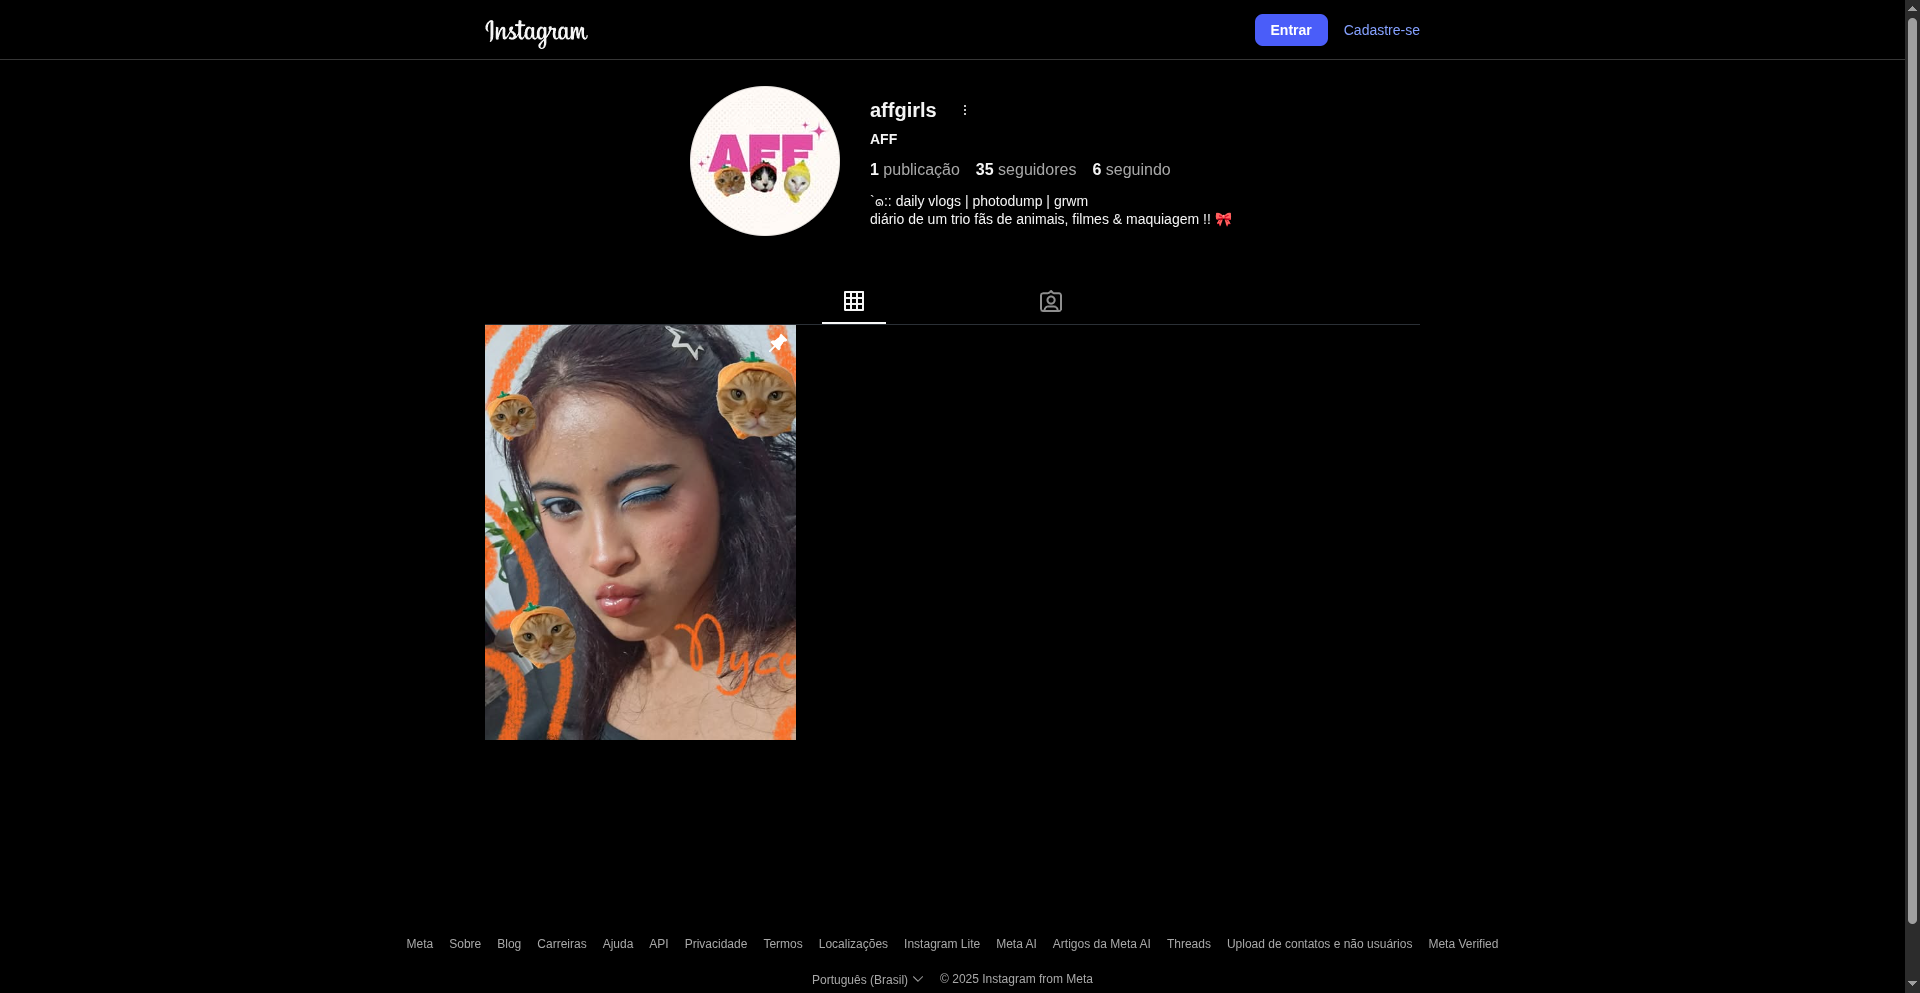 Instagram
Entrar
Cadastre-se
AFF
affgirls
AFF
1 publicação 35 seguidores 6 seguindo
`๑:: daily vlogs | photodump | grwm
diário de um trio fãs de animais, filmes & maquiagem !! 🎀
Meta Sobre Blog Carreiras Ajuda API Privacidade Termos Localizações Instagram Lite Meta AI Artigos da Meta AI Threads Upload de contatos e não usuários Meta Verified
Português (Brasil) © 2025 Instagram from Meta